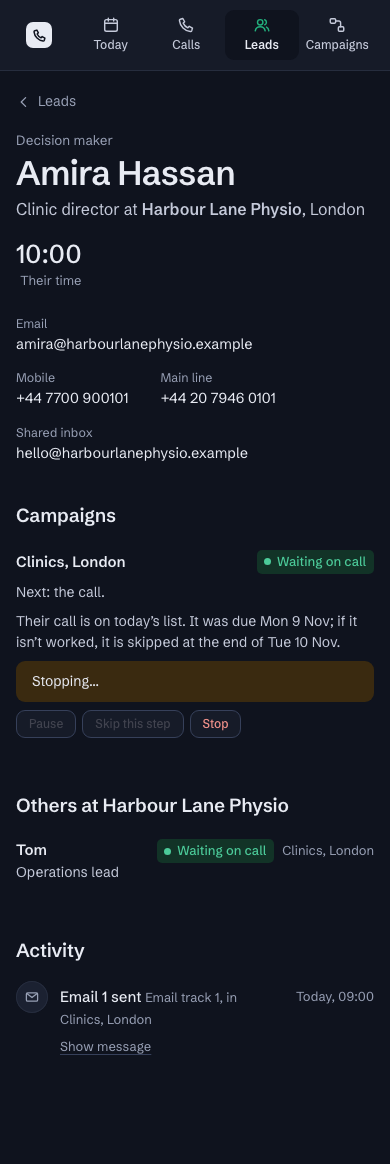 Today
Calls
Leads
Campaigns
Leads
Decision maker
Amira Hassan
Clinic director at Harbour Lane Physio, London
10:00
Their time
Email
amira@harbourlanephysio.example
Mobile
Main line
+44 7700 900101
+44 20 7946 0101
Shared inbox
hello@harbourlanephysio.example
Campaigns
Clinics, London
Waiting on call
Next: the call.
Their call is on today’s list. It was due Mon 9 Nov; if it
isn’t worked, it is skipped at the end of Tue 10 Nov.
Stopping…
Pause
Skip this step
Stop
Others at Harbour Lane Physio
Tom
Waiting on call
Clinics, London
Operations lead
Activity
Email 1 sent Email track 1, in
Clinics, London
Today, 09:00
Show message